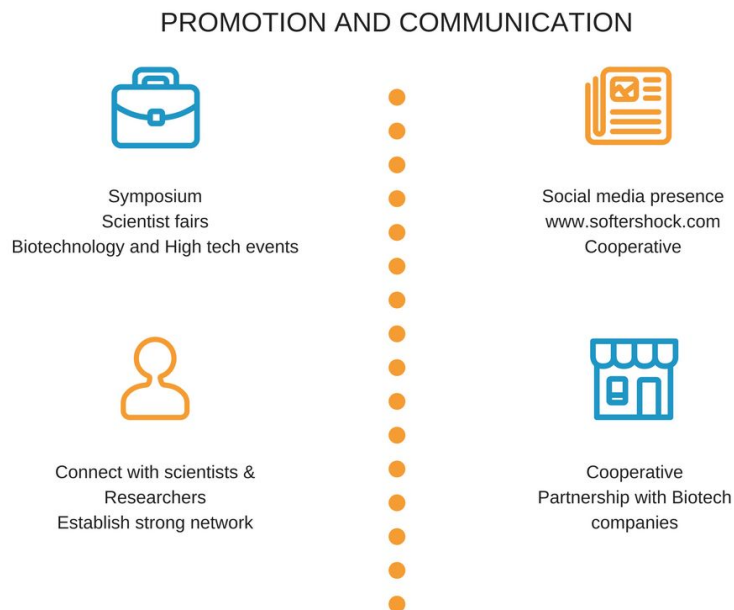 PROMOTION AND COMMUNICATION
Symposium
Scientist fairs
Biotechnology and High tech events
Social media presence
www.softershock.com
Cooperative
Connect with scientists &
Researchers
Establish strong network
Cooperative
Partnership with Biotech
companies